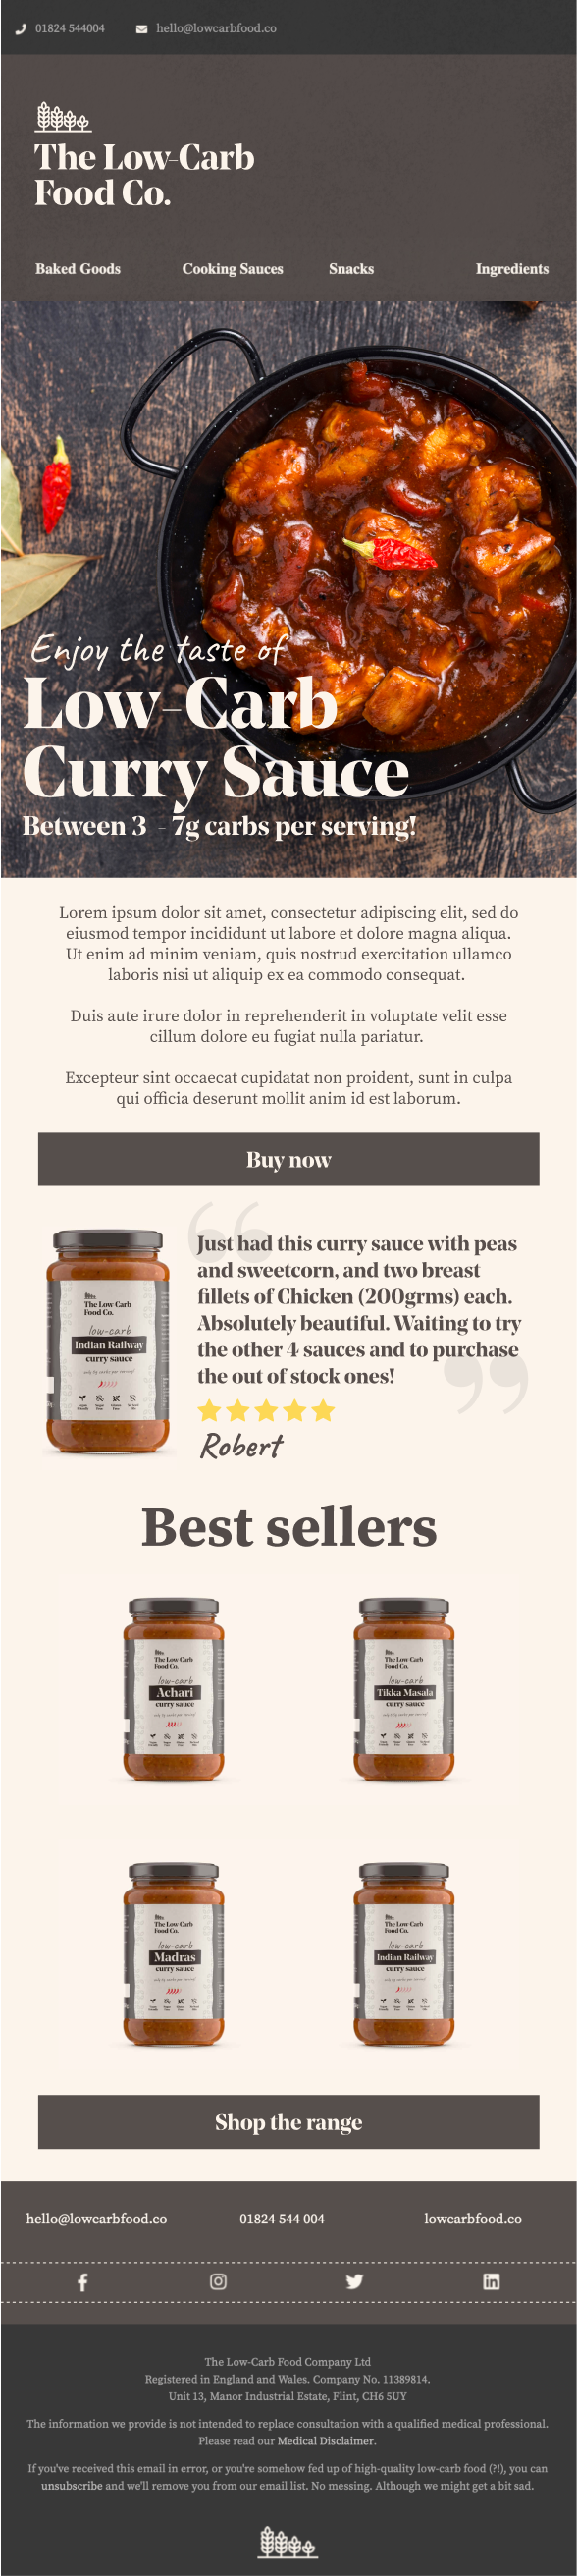 01824 544004 hello@lowcarbfood.co
The Low-Carb
Food Co.
Baked Goods Cooking Sauces Snacks Ingredients
Enjoy the taste of
Low-Carb
Curry Sauce
Between 3 - 7g carbs per serving!
Lorem ipsum dolor sit amet, consectetur adipiscing elit, sed do
eiusmod tempor incididunt ut labore et dolore magna aliqua.
Ut enim ad minim veniam, quis nostrud exercitation ullamco
laboris nisi ut aliquip ex ea commodo consequat.
Duis aute irure dolor in reprehenderit in voluptate velit esse
cillum dolore eu fugiat nulla pariatur.
Excepteur sint occaecat cupidatat non proident, sunt in culpa
qui officia deserunt mollit anim id est laborum.
Buy now
The Low Carb
Food Co.
low-carb
Indian Railway
curry sauce
“
Just had this curry sauce with peas
and sweetcorn, and two breast
fillets of Chicken (200grms) each.
Absolutely beautiful. Waiting to try
the other 4 sauces and to purchase
the out of stock ones!
”
Robert
Best sellers
The Low Carb
Food Co.
low-carb
Achari
curry sauce
The Low Carb
Food Co.
low-carb
Tikka Masala
curry sauce
The Low Carb
Food Co.
low-carb
Madras
curry sauce
The Low Carb
Food Co.
low-carb
Indian Railway
curry sauce
Shop the range
hello@lowcarbfood.co 01824 544 004 lowcarbfood.co
The Low-Carb Food Company Ltd
Registered in England and Wales. Company No. 11389814.
Unit 13, Manor Industrial Estate, Flint, CH6 5UY
The information we provide is not intended to replace consultation with a qualified medical professional.
Please read our Medical Disclaimer.
If you've received this email in error, or you're somehow fed up of high-quality low-carb food (?!), you can
unsubscribe and we'll remove you from our email list. No messing. Although we might get a bit sad.